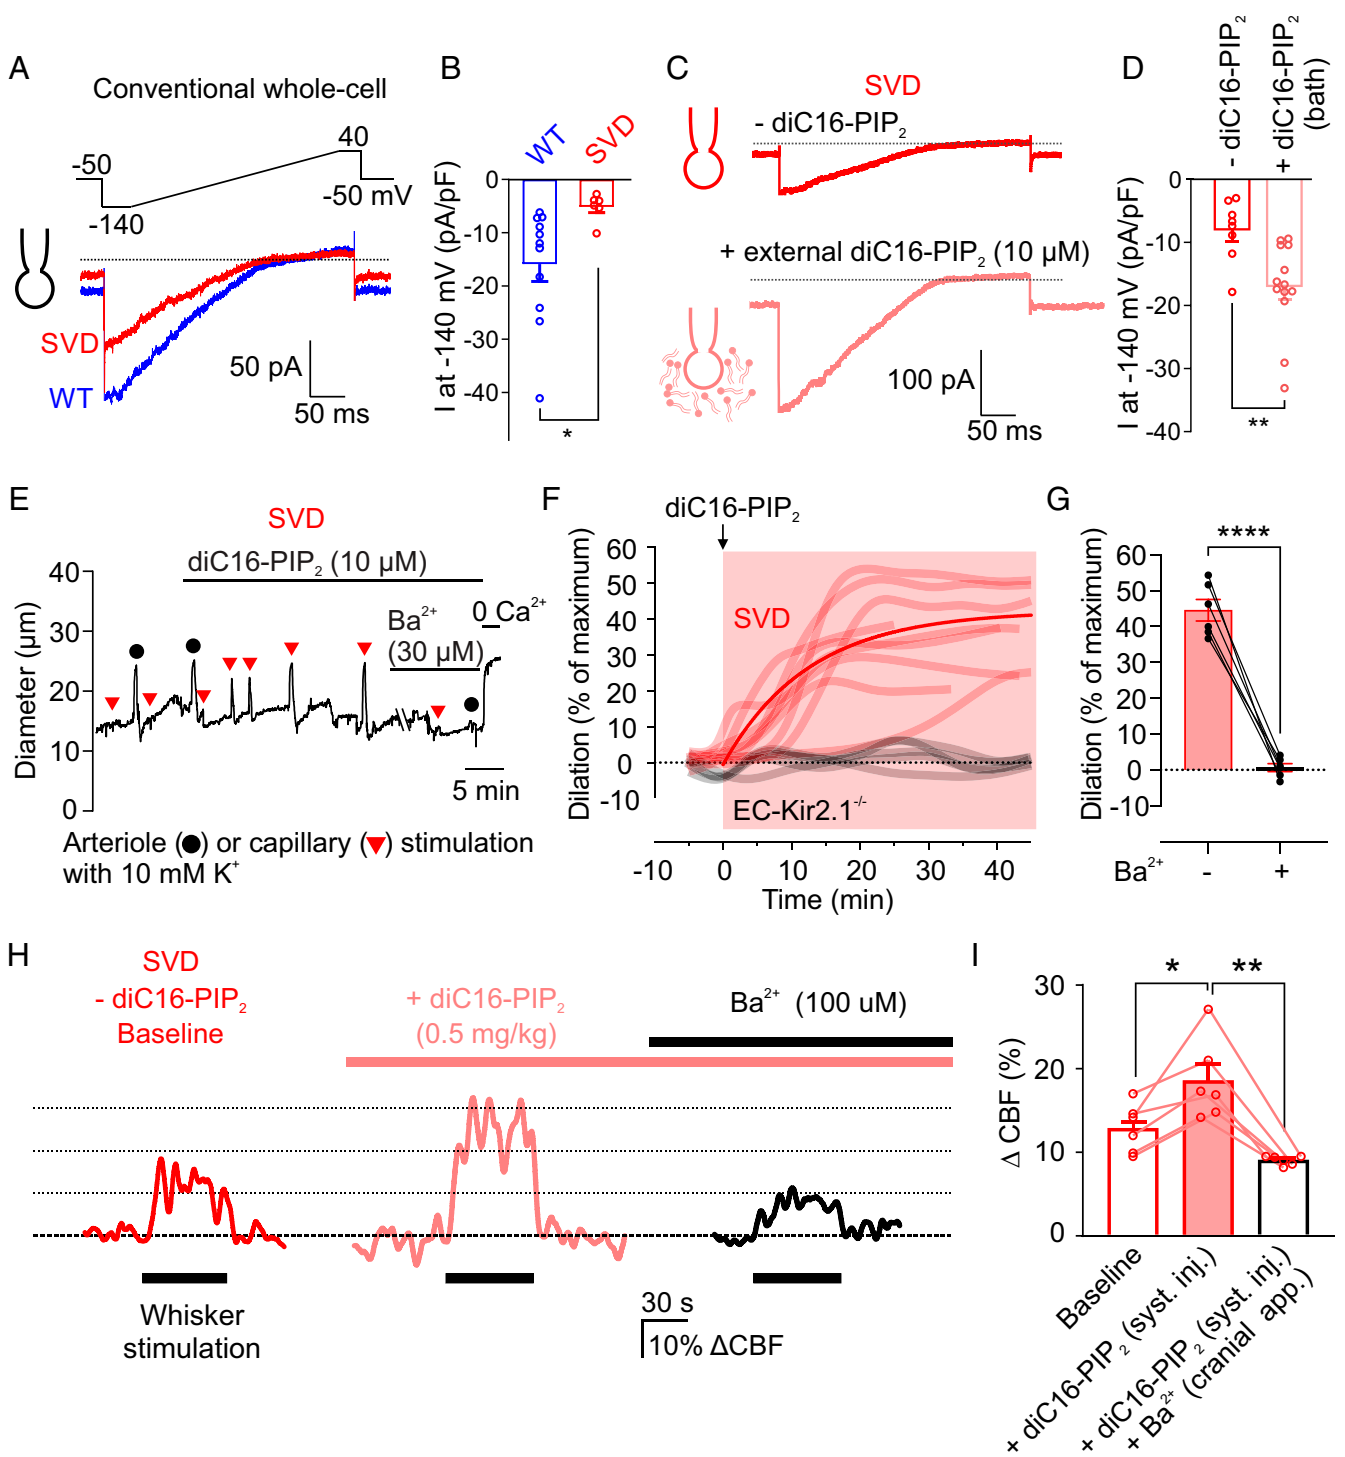 A
Conventional whole-cell
-50
40
-140
-50 mV
SVD
WT
50 pA
50 ms
B
WT
SVD
I at -140 mV (pA/pF)
0
-10
-20
-30
-40
*
C
SVD
- diC16-PIP₂
+ external diC16-PIP₂ (10 µM)
100 pA
50 ms
D
- diC16-PIP₂
+ diC16-PIP₂
(bath)
I at -140 mV (pA/pF)
0
-10
-20
-30
-40
**
E
SVD
diC16-PIP₂ (10 µM)
Ba²⁺
(30 µM)
0 Ca²⁺
Diameter (µm)
40
30
20
10
0
5 min
Arteriole (●) or capillary (▼) stimulation
with 10 mM K⁺
F
diC16-PIP₂
Dilation (% of maximum)
60
50
40
30
20
10
0
-10
SVD
EC-Kir2.1⁻/⁻
-10
0
10
20
30
40
Time (min)
G
****
Dilation (% of maximum)
60
50
40
30
20
10
0
-10
Ba²⁺
-
+
H
SVD
- diC16-PIP₂
Baseline
+ diC16-PIP₂
(0.5 mg/kg)
Ba²⁺ (100 uM)
Whisker
stimulation
30 s
10% ΔCBF
I
*
**
Δ CBF (%)
30
20
10
0
Baseline
+ diC16-PIP₂ (syst. inj.)
+ diC16-PIP₂ (syst. inj.)
+ Ba²⁺ (cranial app.)